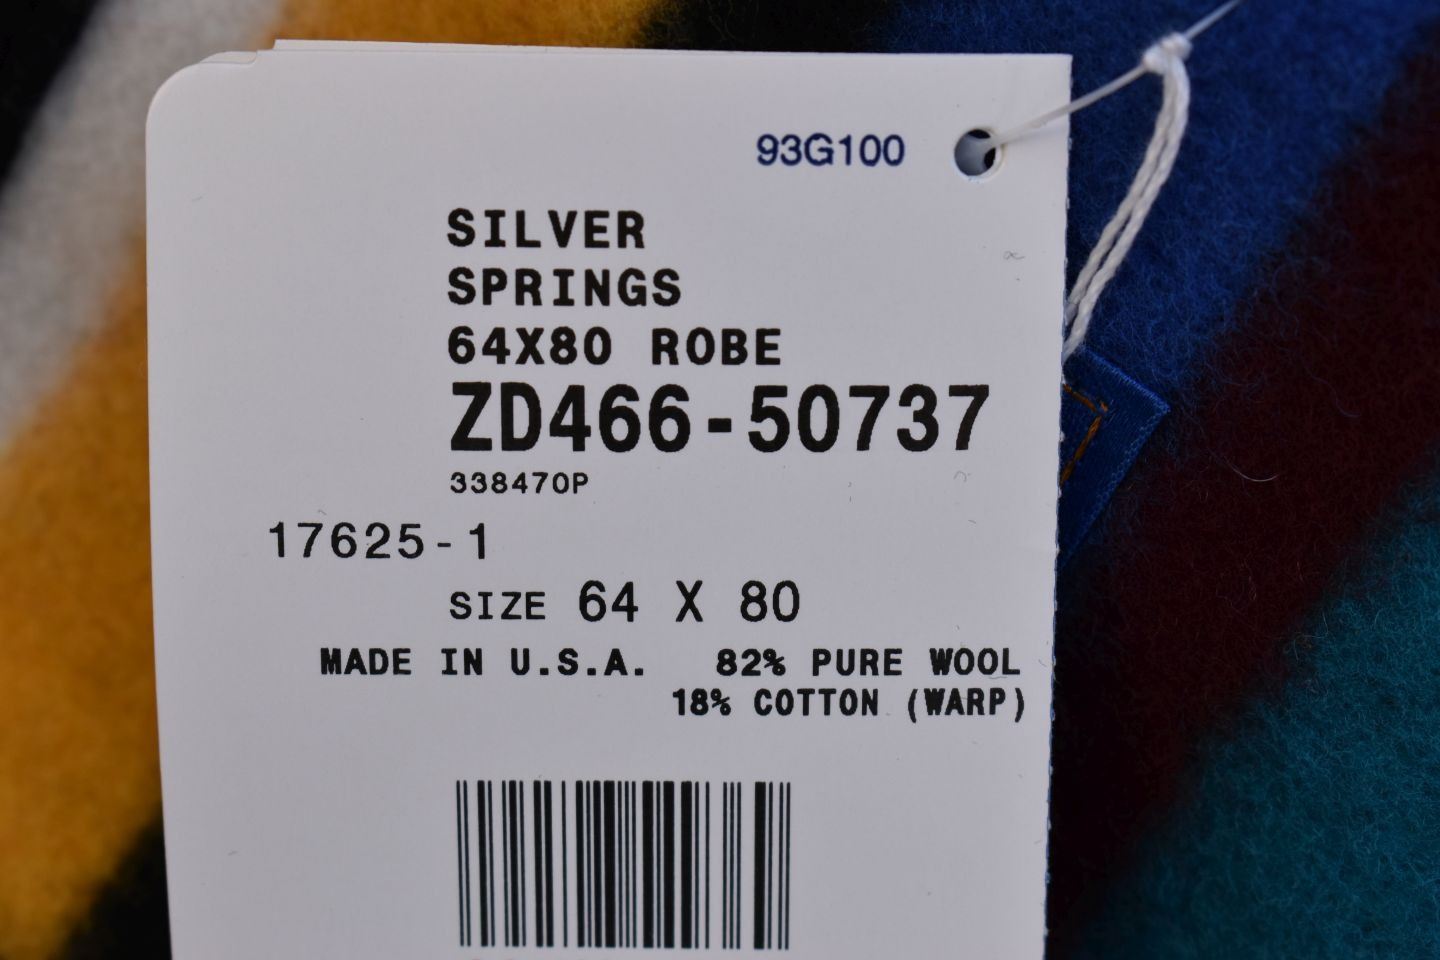 93G100
SILVER
SPRINGS
64X80 ROBE
ZD466-50737
338470P
17625-1
SIZE 64 X 80
MADE IN U.S.A. 82% PURE WOOL
18% COTTON (WARP)